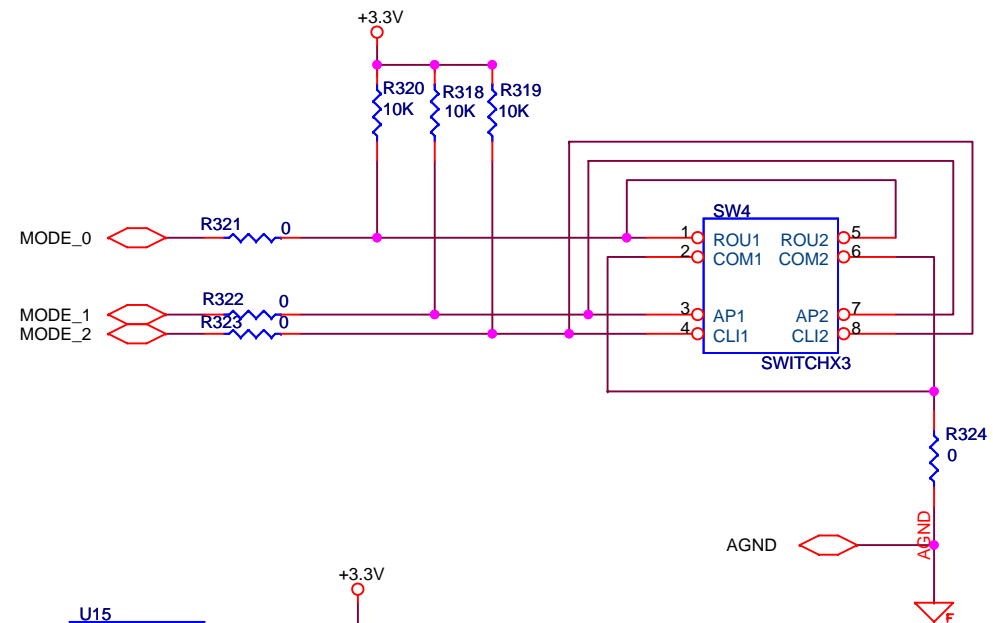 +3.3V
R320
10K
R318
10K
R319
10K
MODE_0
R321
0
SW4
1
ROU1
ROU2
5
2
COM1
COM2
6
MODE_1
R322
0
3
AP1
AP2
7
MODE_2
R323
0
4
CLI1
CLI2
8
SWITCHX3
R324
0
AGND
AGND
F
+3.3V
U15